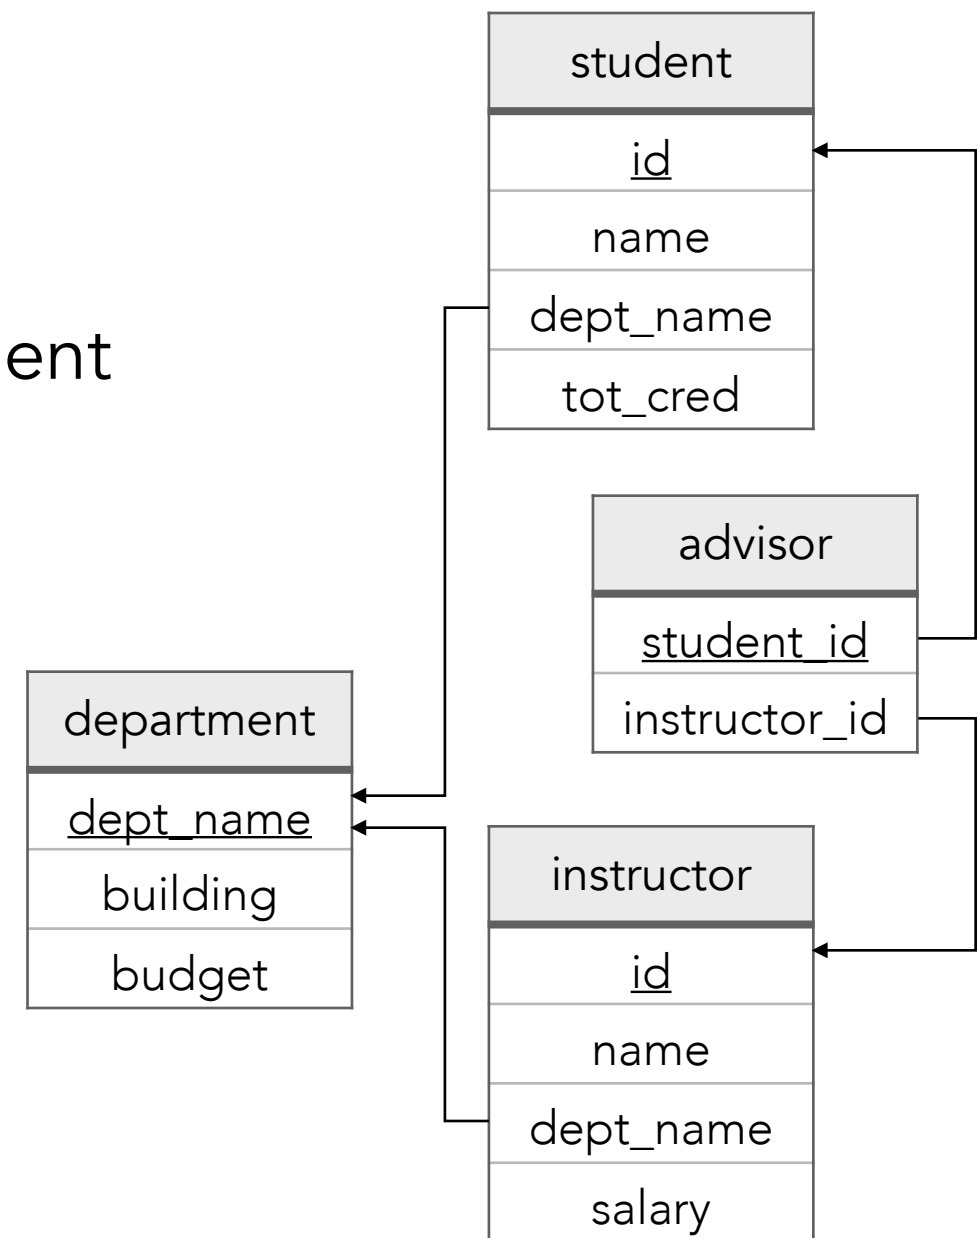 student
id
name
dept_name
tot_cred
ent
advisor
student_id
instructor_id
department
dept_name
building
budget
instructor
id
name
dept_name
salary